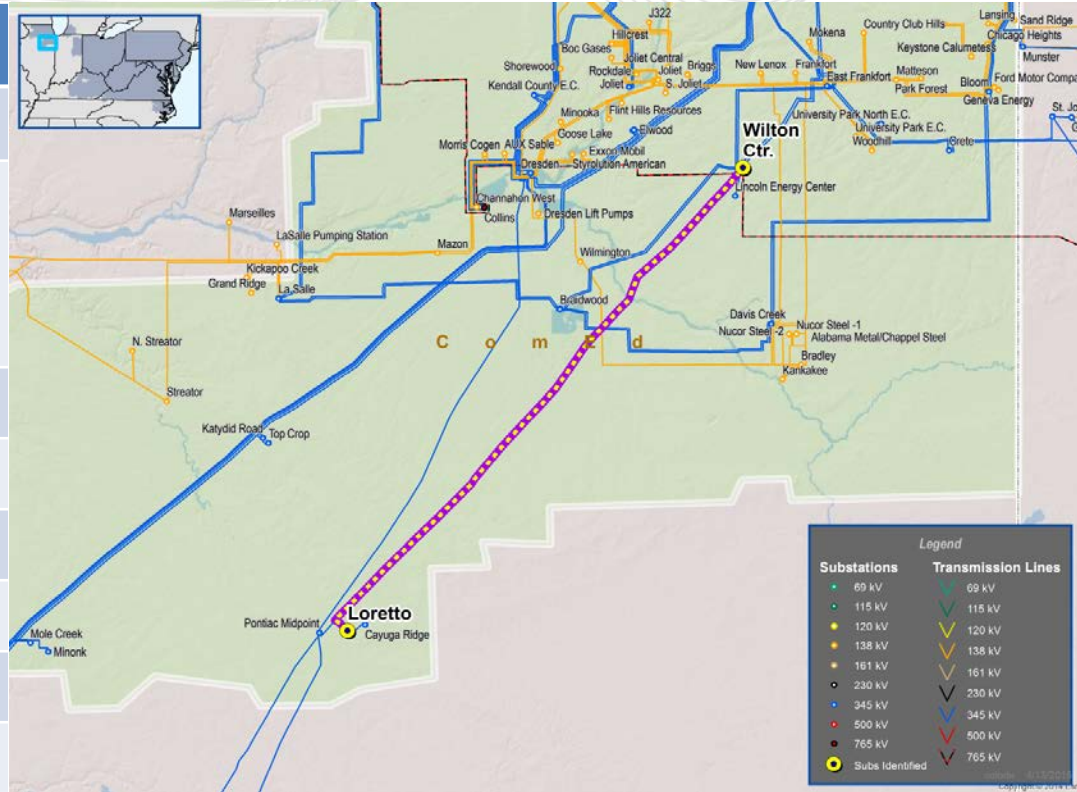 J322
Hillcrest
Boc Gases
Shorewood
Joliet Central
Rockdale
Joliet
Briggs
Kendall County E.C.
Joliet
S. Joliet
New Lenox
Mokena
Frankfort
Country Club Hills
Lansing
Sand Ridge
Chicago Heights
Keystone Calumetess
Munster
East Frankfort
Matteson
Park Forest
Bloom
Ford Motor Compa
Geneva Energy
Minooka
Flint Hills Resources
Goose Lake
Elwood
University Park North E.C.
University Park E.C.
Woodhill
Crete
St. Jo
Wilton
Ctr.
Morris Cogen
AUX Sable
Exxon Mobil
Dresden
Styrolution American
Lincoln Energy Center
Channahon West
Collins
Dresden Lift Pumps
Marseilles
LaSalle Pumping Station
Mazon
Wilmington
Kickapoo Creek
Grand Ridge
La Salle
Braidwood
Davis Creek
Nucor Steel -1
Nucor Steel -2
Alabama Metal/Chappel Steel
Bradley
Kankakee
N. Streator
ComEd
Streator
Katydid Road
Top Crop
Loretto
Pontiac Midpoint
Cayuga Ridge
Mole Creek
Minonk
Legend
Substations
69 kV
115 kV
120 kV
138 kV
161 kV
230 kV
345 kV
500 kV
765 kV
Subs Identified
Transmission Lines
69 kV
115 kV
120 kV
138 kV
161 kV
230 kV
345 kV
500 kV
765 kV